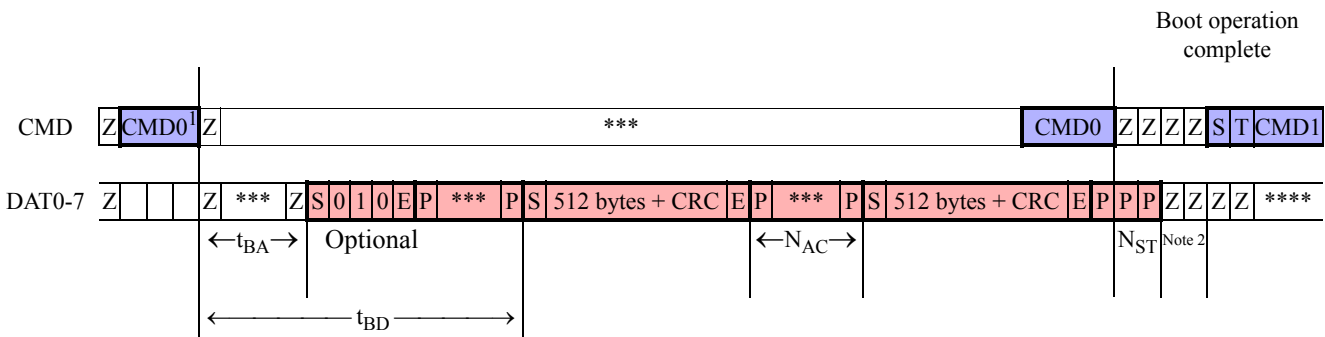 Boot operation
complete
CMD Z CMD0¹ Z *** CMD0 Z Z Z Z S T CMD1
DAT0-7 Z Z *** Z S 0 1 0 E P *** P S 512 bytes + CRC E P *** P S 512 bytes + CRC E P P P Z Z Z Z ****
←tBA→ Optional ←NAC→ NST Note 2
tBD